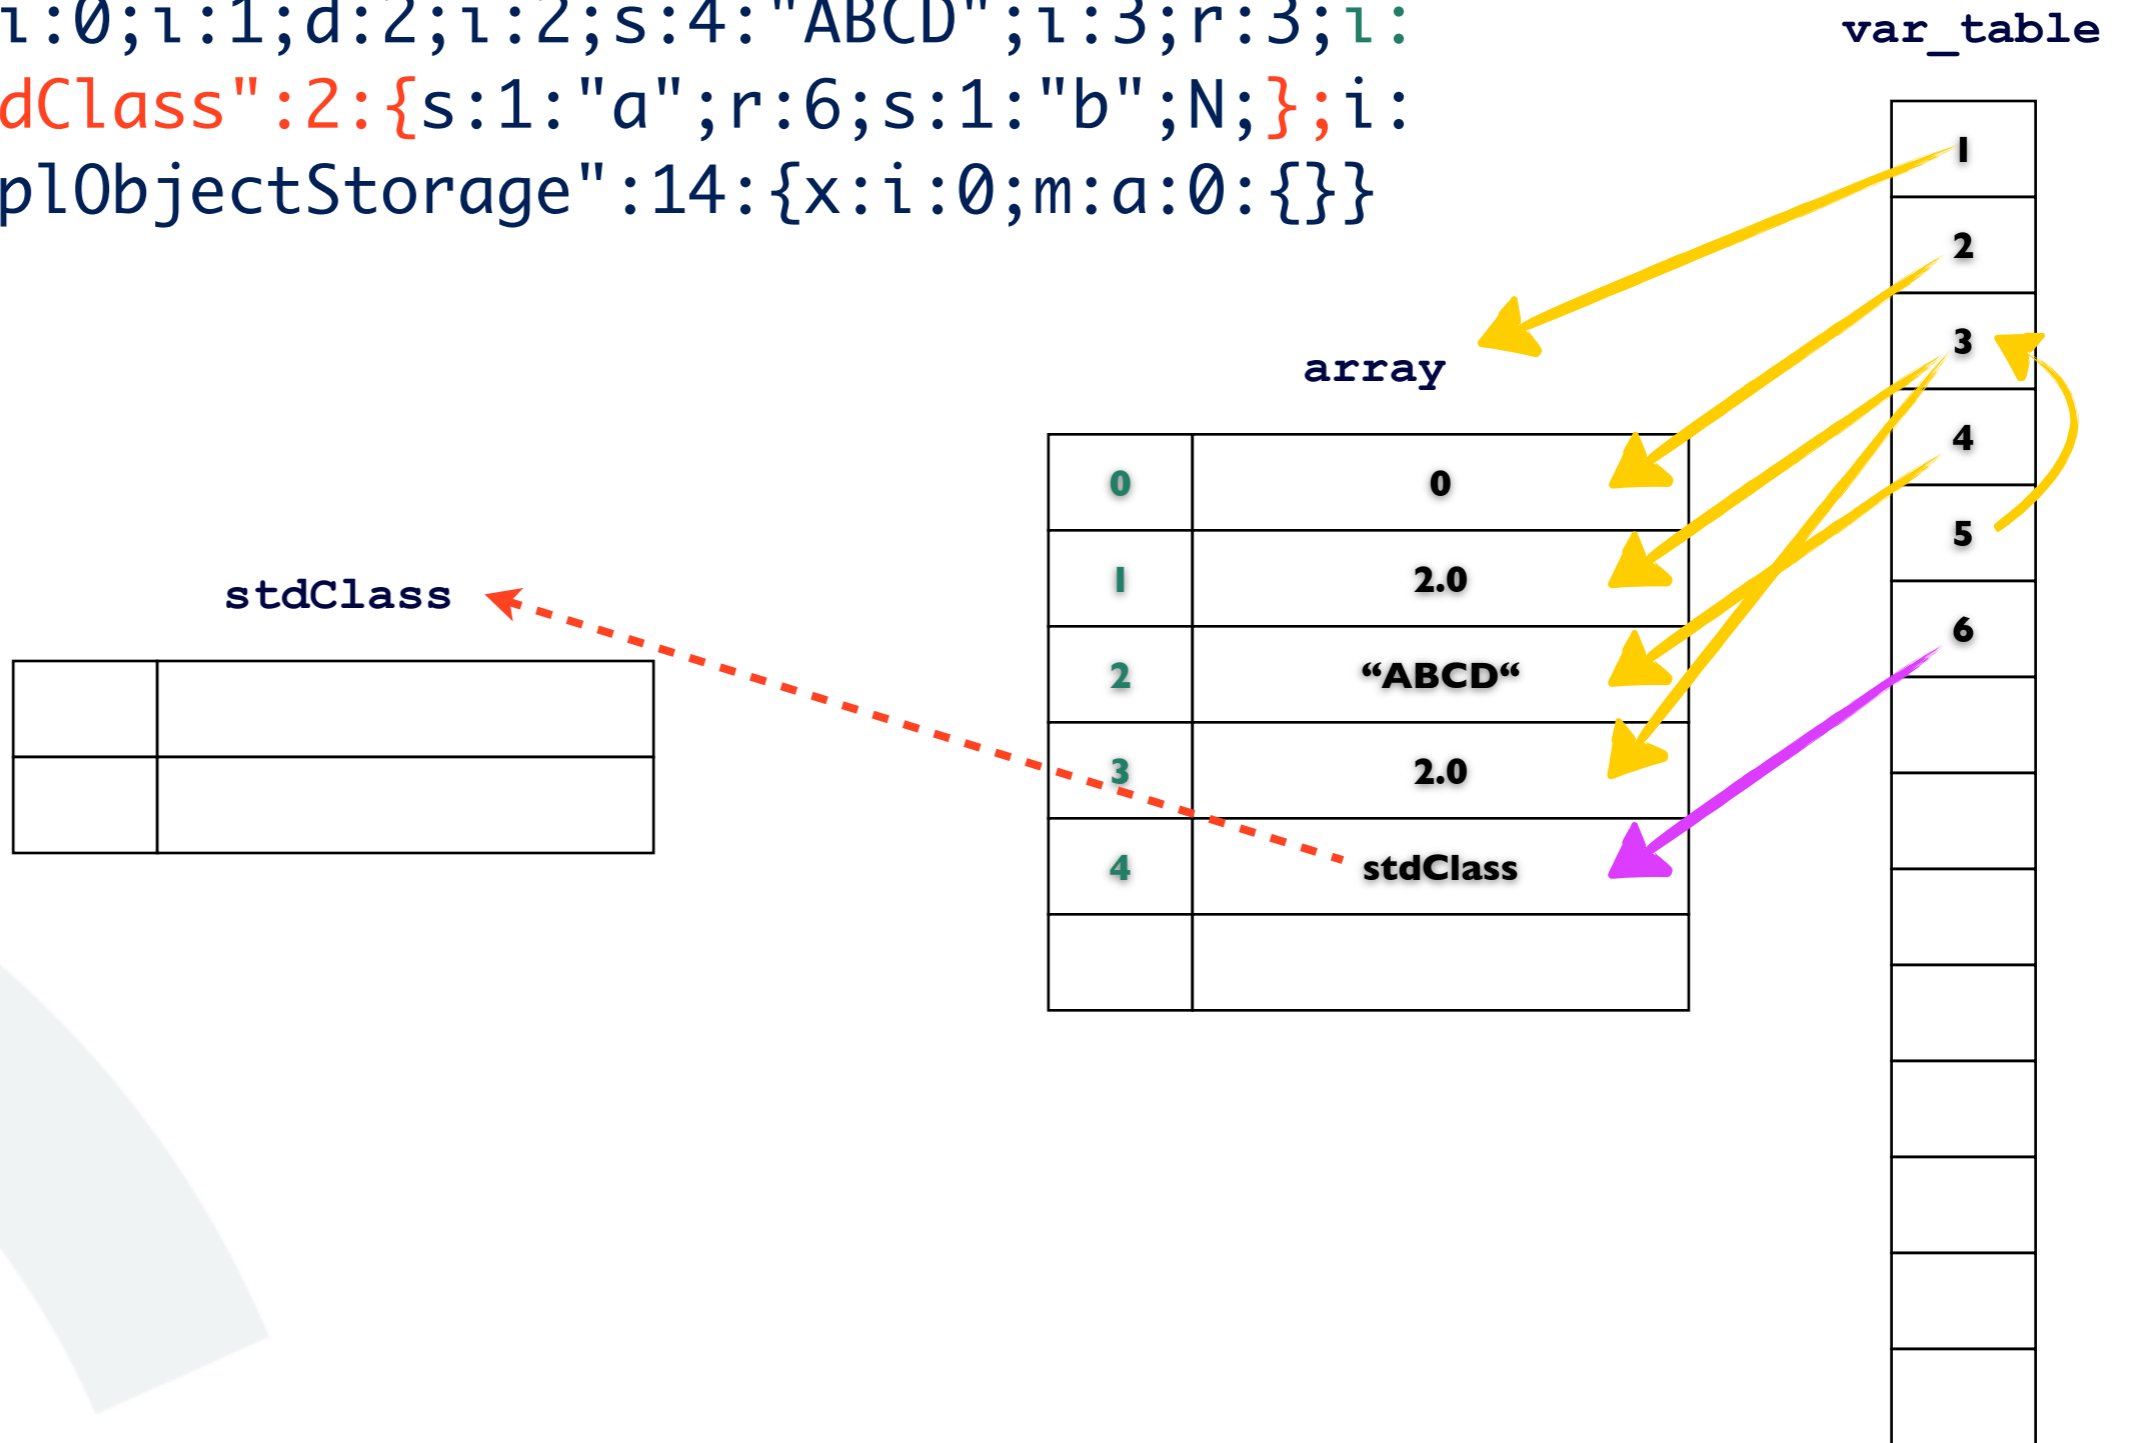 i:0;i:1;d:2;i:2;s:4:"ABCD";i:3;r:3;i:
dClass":2:{s:1:"a";r:6;s:1:"b";N;};i:
plObjectStorage":14:{x:i:0;m:a:0:{}}
var_table
1
2
3
4
5
6
array
0 0
1 2.0
2 “ABCD“
3 2.0
4 stdClass
stdClass